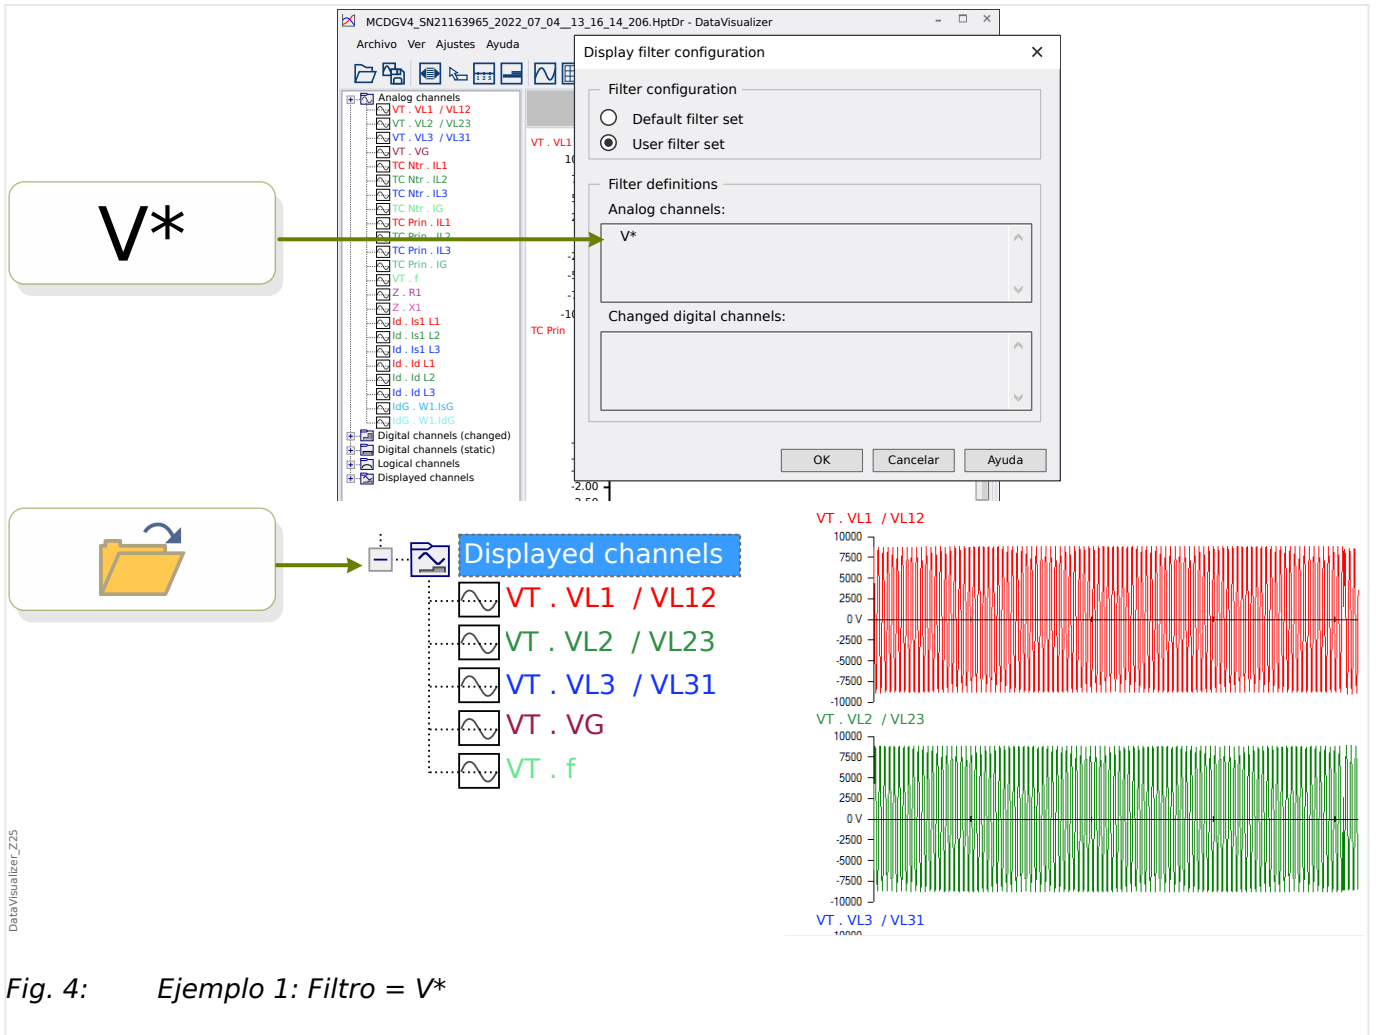 MCDGV4_SN21163965_2022_07_04__13_16_14_206.HptDr - DataVisualizer
Archivo Ver Ajustes Ayuda
Analog channels
VT . VL1 / VL12
VT . VL2 / VL23
VT . VL3 / VL31
VT . VG
TC Ntr . IL1
TC Ntr . IL2
TC Ntr . IL3
TC Ntr . IG
TC Prin . IL1
TC Prin . IL2
TC Prin . IL3
TC Prin . IG
VT . f
Z . R1
Z . X1
Id . Is1 L1
Id . Is1 L2
Id . Is1 L3
Id . Id L1
Id . Id L2
Id . Id L3
IdG . W1.IsG
IdG . W1.IdG
Digital channels (changed)
Digital channels (static)
Logical channels
Displayed channels
VT . VL1
TC Prin
-2.00
Display filter configuration
Filter configuration
Default filter set
User filter set
Filter definitions
Analog channels:
V*
Changed digital channels:
OK Cancelar Ayuda
V*
Displayed channels
VT . VL1 / VL12
VT . VL2 / VL23
VT . VL3 / VL31
VT . VG
VT . f
VT . VL1 / VL12
10000
7500
5000
2500
0 V
-2500
-5000
-7500
-10000
VT . VL2 / VL23
10000
7500
5000
2500
0 V
-2500
-5000
-7500
-10000
VT . VL3 / VL31
10000
DataVisualizer_Z25
Fig. 4: Ejemplo 1: Filtro = V*